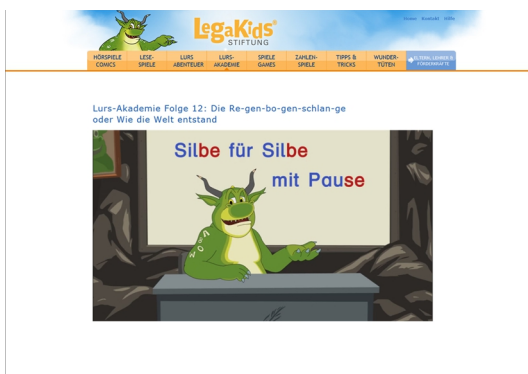 Home Kontakt Hilfe
LegaKids®
STIFTUNG
HÖRSPIELE COMICS
LESE-SPIELE
LURS ABENTEUER
LURS-AKADEMIE
SPIELE GAMES
ZAHLEN-SPIELE
TIPPS & TRICKS
WUNDER-TÜTEN
ELTERN, LEHRER & FÖRDERKRÄFTE
Lurs-Akademie Folge 12: Die Re-gen-bo-gen-schlan-ge
oder Wie die Welt entstand
Silbe für Silbe
mit Pause